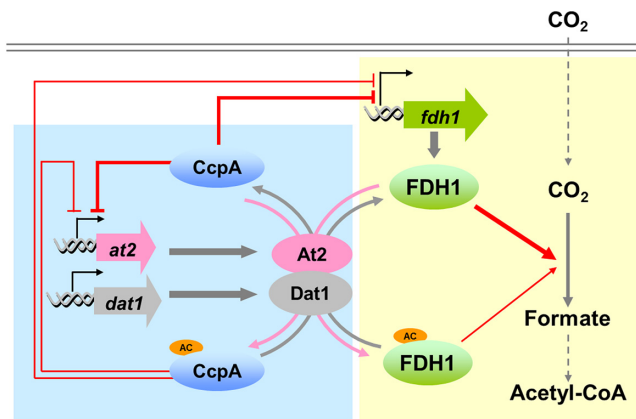 CO₂
fdh1
CcpA
FDH1
CO₂
at2
At2
dat1
Dat1
Formate
AC
CcpA
AC
FDH1
Acetyl-CoA